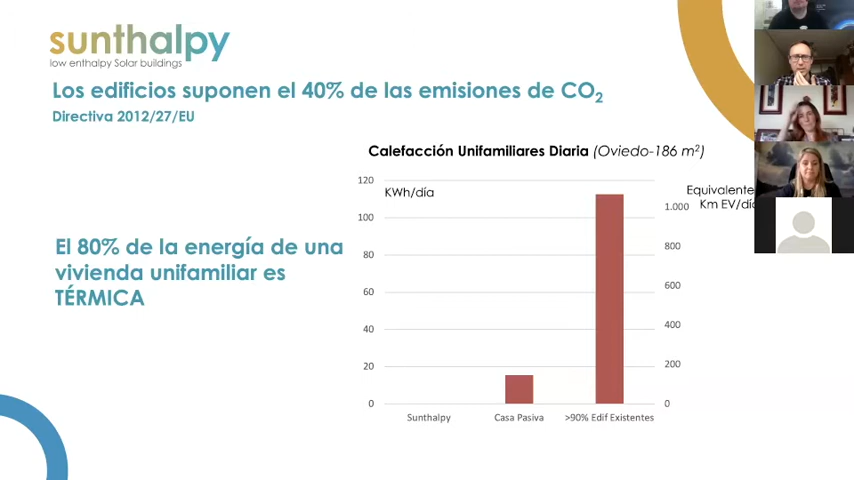 sunthalpy
low enthalpy Solar buildings
Los edificios suponen el 40% de las emisiones de CO₂
Directiva 2012/27/EU
Calefacción Unifamiliares Diaria (Oviedo-186 m²)
El 80% de la energía de una
vivienda unifamiliar es
TÉRMICA
KWh/día
Equivalente
Km EV/día
120
100
80
60
40
20
0
1.000
800
600
400
200
0
Sunthalpy
Casa Pasiva
>90% Edif Existentes